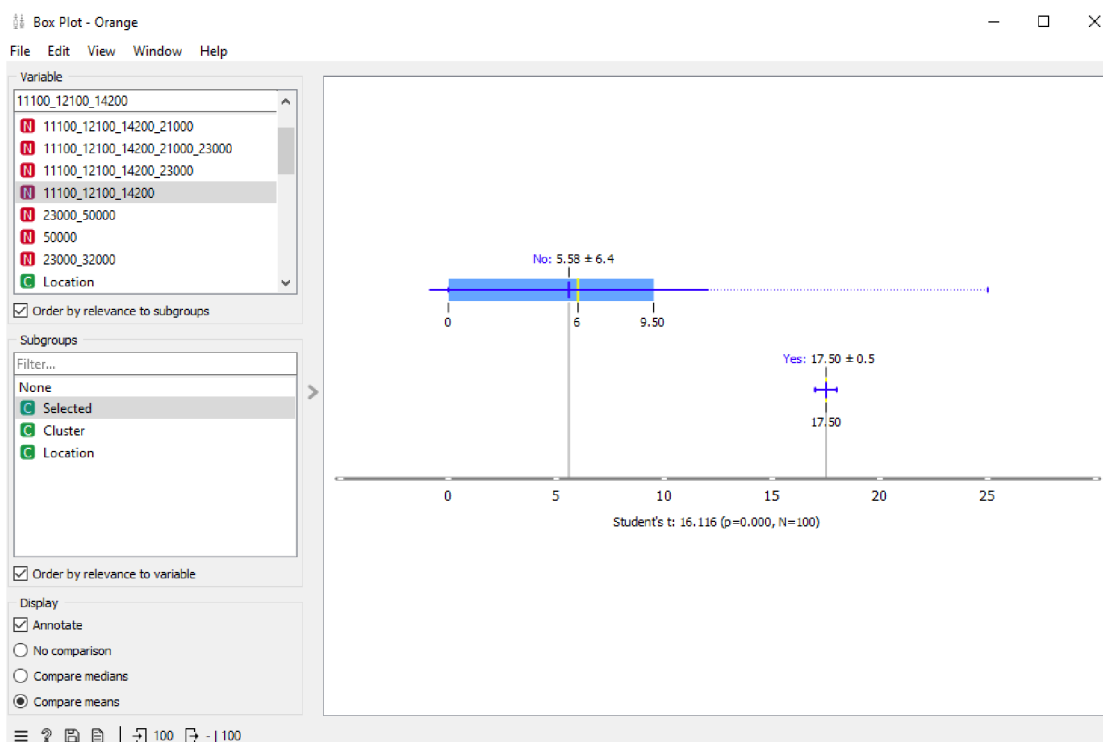 Box Plot - Orange
File Edit View Window Help
Variable
11100_12100_14200
N 11100_12100_14200_21000
N 11100_12100_14200_21000_23000
N 11100_12100_14200_23000
N 11100_12100_14200
N 23000_50000
N 50000
N 23000_32000
C Location
Order by relevance to subgroups
Subgroups
Filter...
None
C Selected
C Cluster
C Location
Order by relevance to variable
Display
Annotate
No comparison
Compare medians
Compare means
? 100 - | 100
No: 5.58 ± 6.4
0 6 9.50
Yes: 17.50 ± 0.5
17.50
0 5 10 15 20 25
Student's t: 16.116 (p=0.000, N=100)